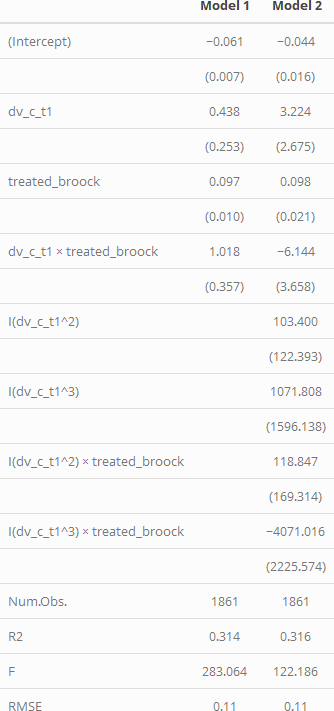 Model 1 Model 2
(Intercept) −0.061 −0.044
(0.007) (0.016)
dv_c_t1 0.438 3.224
(0.253) (2.675)
treated_broock 0.097 0.098
(0.010) (0.021)
dv_c_t1 × treated_broock 1.018 −6.144
(0.357) (3.658)
I(dv_c_t1^2) 103.400
(122.393)
I(dv_c_t1^3) 1071.808
(1596.138)
I(dv_c_t1^2) × treated_broock 118.847
(169.314)
I(dv_c_t1^3) × treated_broock −4071.016
(2225.574)
Num.Obs. 1861 1861
R2 0.314 0.316
F 283.064 122.186
RMSE 0.11 0.11